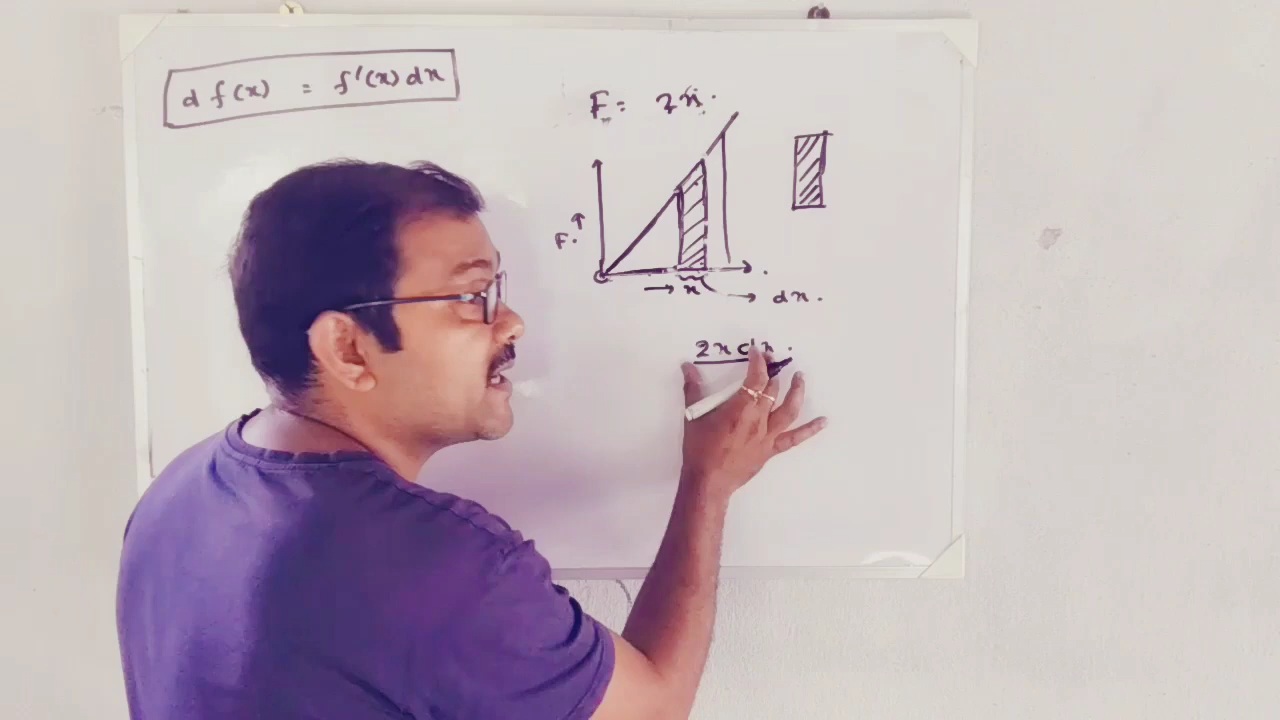 d f(x) = f'(x) dx
F = 2x.
F.
x
dx.
2x dx.